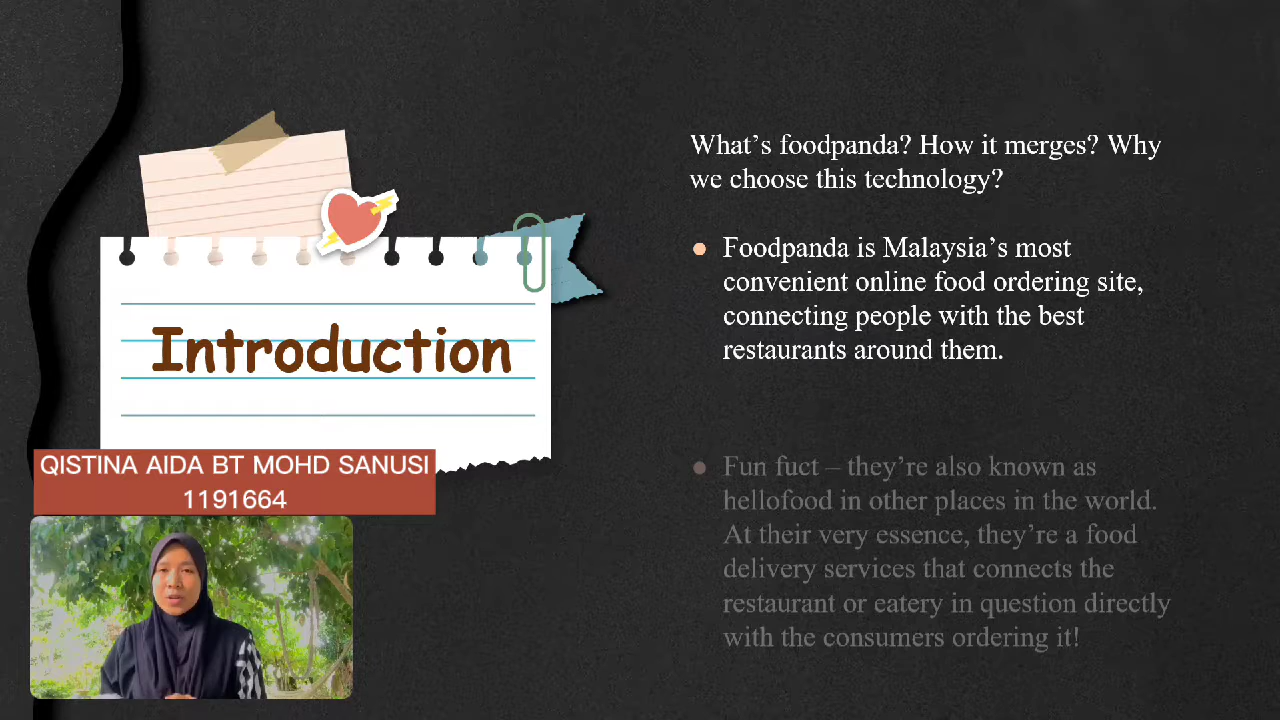 Introduction
QISTINA AIDA BT MOHD SANUSI
1191664
What’s foodpanda? How it merges? Why
we choose this technology?
Foodpanda is Malaysia’s most
convenient online food ordering site,
connecting people with the best
restaurants around them.
Fun fuct – they’re also known as
hellofood in other places in the world.
At their very essence, they’re a food
delivery services that connects the
restaurant or eatery in question directly
with the consumers ordering it!